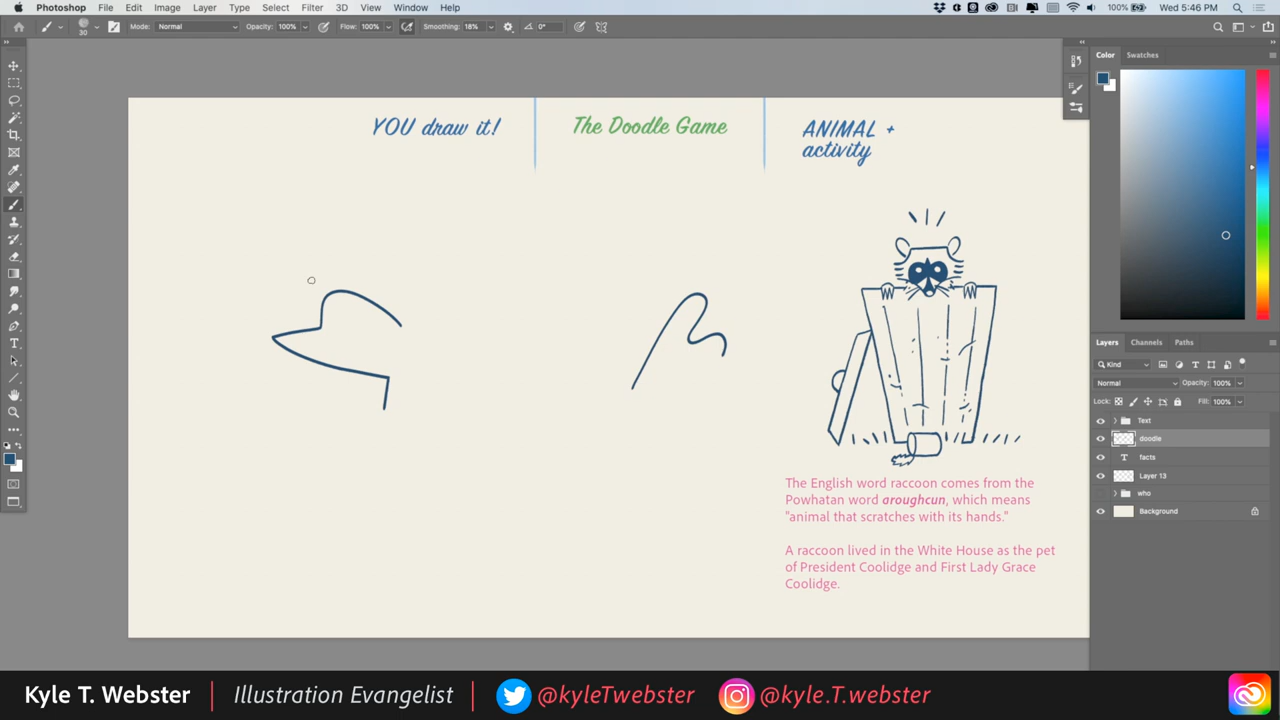 Photoshop File Edit Image Layer Type Select Filter 3D View Window Help 100% Wed 5:46 PM
30 Mode: Normal Opacity: 100% Flow: 100% Smoothing: 18% 0°
YOU draw it!
The Doodle Game
ANIMAL +
activity
The English word raccoon comes from the
Powhatan word aroughcun, which means
"animal that scratches with its hands."
A raccoon lived in the White House as the pet
of President Coolidge and First Lady Grace
Coolidge.
Color Swatches
Layers Channels Paths
Kind
Normal Opacity: 100%
Lock: Fill: 100%
Text
doodle
facts
Layer 13
who
Background
Kyle T. Webster | Illustration Evangelist @kyleTwebster @kyle.T.webster